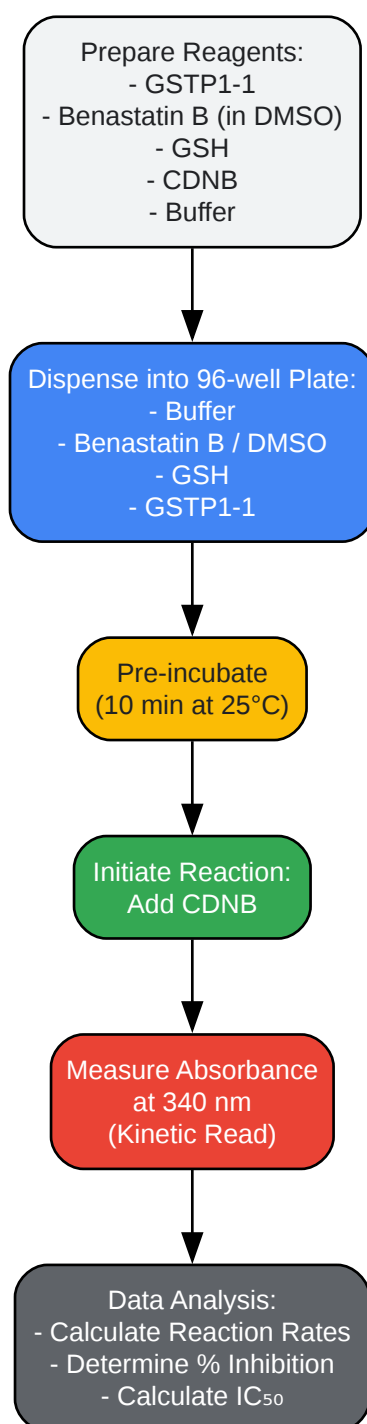 Prepare Reagents:
- GSTP1-1
- Benastatin B (in DMSO)
- GSH
- CDNB
- Buffer
Dispense into 96-well Plate:
- Buffer
- Benastatin B / DMSO
- GSH
- GSTP1-1
Pre-incubate
(10 min at 25°C)
Initiate Reaction:
Add CDNB
Measure Absorbance
at 340 nm
(Kinetic Read)
Data Analysis:
- Calculate Reaction Rates
- Determine % Inhibition
- Calculate IC₅₀